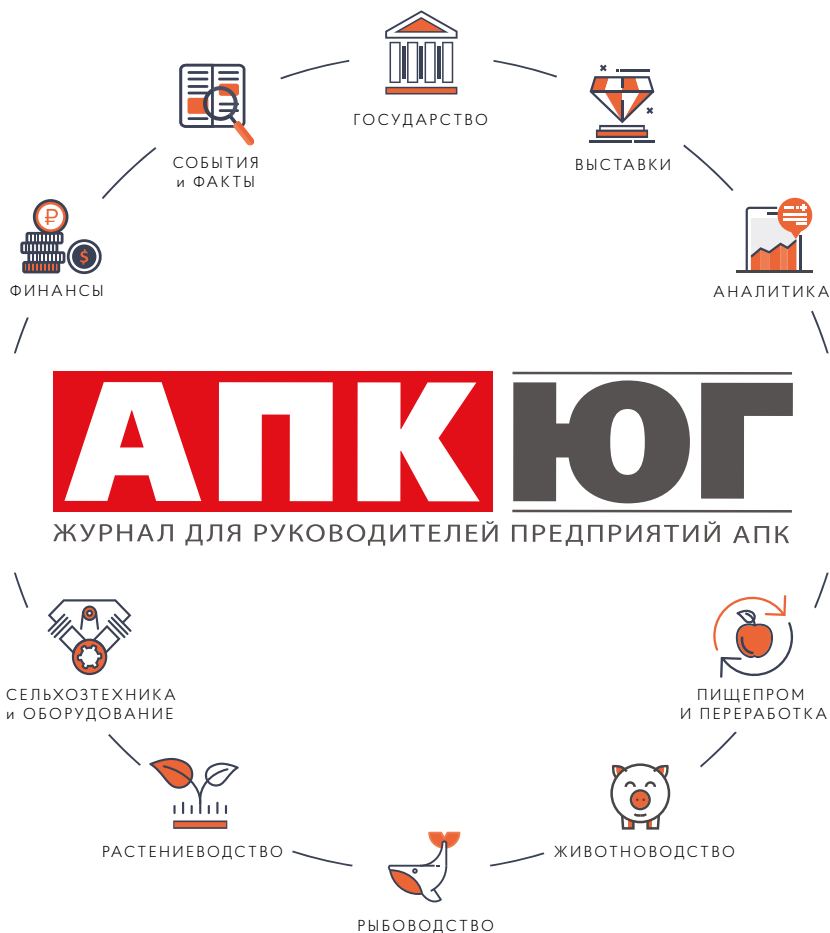 ГОСУДАРСТВО
СОБЫТИЯ
и ФАКТЫ
ВЫСТАВКИ
₽
$
ФИНАНСЫ
АНАЛИТИКА
АПК ЮГ
ЖУРНАЛ ДЛЯ РУКОВОДИТЕЛЕЙ ПРЕДПРИЯТИЙ АПК
СЕЛЬХОЗТЕХНИКА
и ОБОРУДОВАНИЕ
ПИЩЕПРОМ
И ПЕРЕРАБОТКА
РАСТЕНИЕВОДСТВО
ЖИВОТНОВОДСТВО
РЫБОВОДСТВО